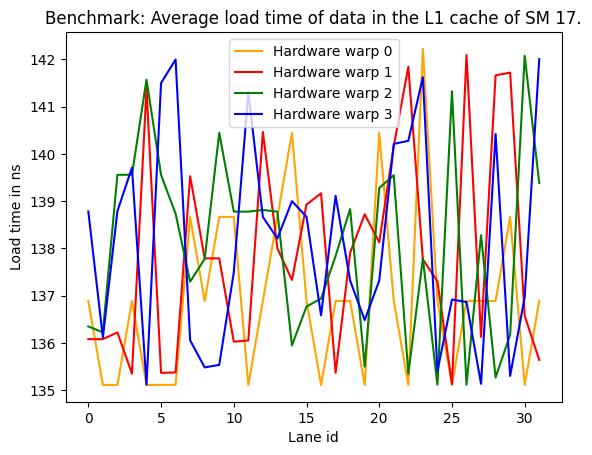 Benchmark: Average load time of data in the L1 cache of SM 17.
Hardware warp 0
Hardware warp 1
Hardware warp 2
Hardware warp 3
Load time in ns
142
141
140
139
138
137
136
135
0
5
10
15
20
25
30
Lane id